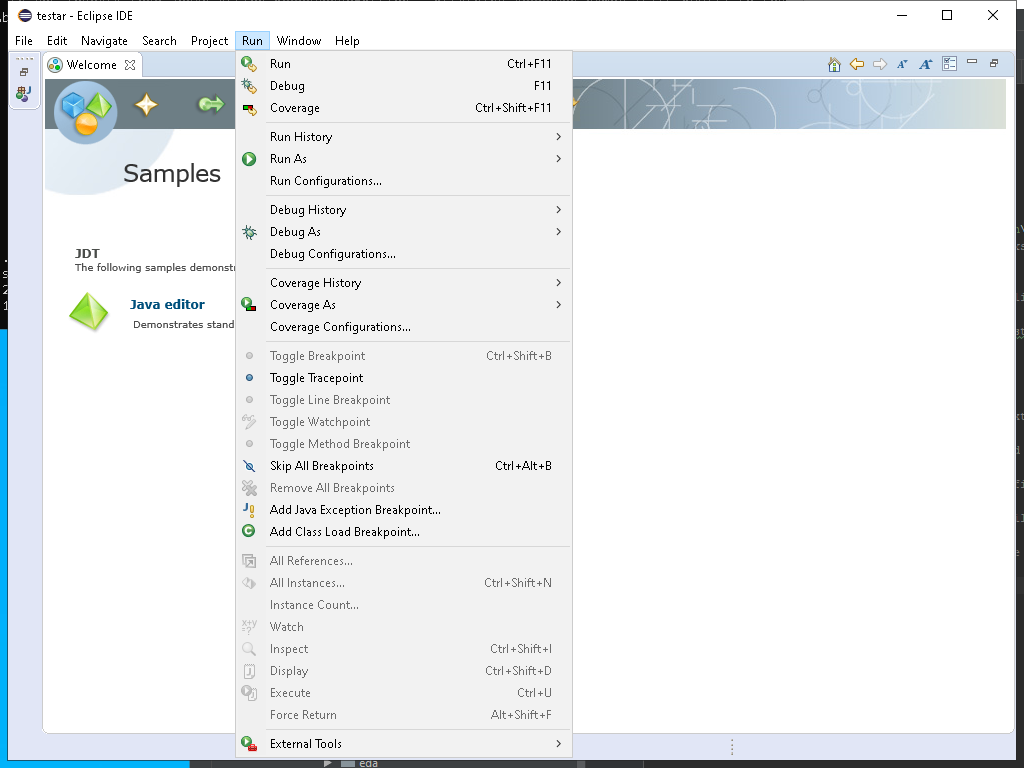 testar - Eclipse IDE
File Edit Navigate Search Project Run Window Help
Welcome
Run Ctrl+F11
Debug F11
Coverage Ctrl+Shift+F11
Run History
Run As
Run Configurations...
Debug History
Debug As
Debug Configurations...
Coverage History
Coverage As
Coverage Configurations...
Toggle Breakpoint Ctrl+Shift+B
Toggle Tracepoint
Toggle Line Breakpoint
Toggle Watchpoint
Toggle Method Breakpoint
Skip All Breakpoints Ctrl+Alt+B
Remove All Breakpoints
Add Java Exception Breakpoint...
Add Class Load Breakpoint...
All References...
All Instances... Ctrl+Shift+N
Instance Count...
Watch
Inspect Ctrl+Shift+I
Display Ctrl+Shift+D
Execute Ctrl+U
Force Return Alt+Shift+F
External Tools
Samples
JDT
The following samples demonstr
Java editor
Demonstrates stand
eda